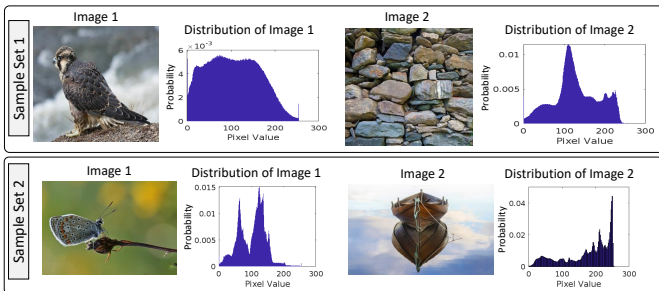 Sample Set 1
Image 1
Distribution of Image 1
6
× 10⁻³
4
2
0
Probability
0 100 200 300
Pixel Value
Image 2
Distribution of Image 2
0.01
0.005
0
Probability
0 100 200 300
Pixel Value
Sample Set 2
Image 1
Distribution of Image 1
0.015
0.01
0.005
0
Probability
0 100 200 300
Pixel Value
Image 2
Distribution of Image 2
0.04
0.02
0
Probability
0 100 200 300
Pixel Value